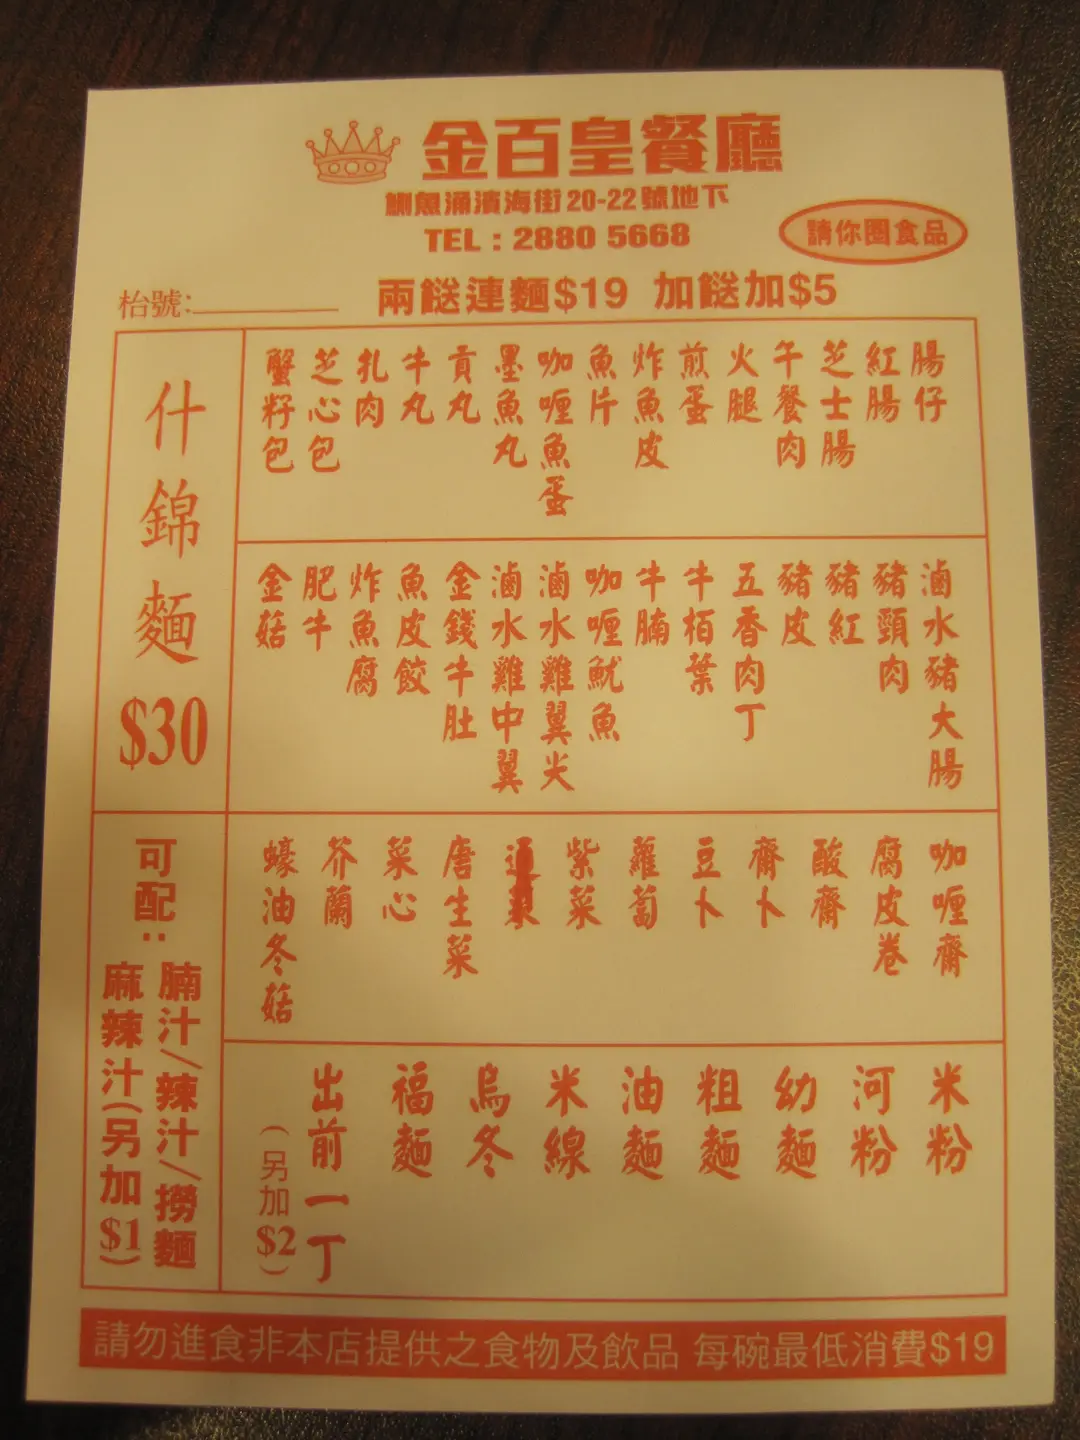 金百皇餐廳
鰂魚涌濱海街20-22號地下
TEL : 2880 5668
請你圈食品
枱號:
兩餸連麵$19 加餸加$5
腸仔
紅腸
芝士腸
午餐肉
火腿
煎蛋
炸魚皮
魚片
咖喱魚蛋
墨魚丸
貢丸
牛丸
扎肉
芝心包
蟹籽包
什錦麵$30
滷水豬大腸
豬頸肉
豬紅
豬皮
五香肉丁
牛栢葉
牛腩
咖喱魷魚
滷水雞翼尖
滷水雞中翼
金錢牛肚
魚皮餃
炸魚腐
肥牛
金菇
咖喱齋
腐皮卷
酸齋
齋卜
豆卜
蘿蔔
紫菜
唐生菜
菜心
芥蘭
蠔油冬菇
可配:
腩汁/辣汁/撈麵
麻辣汁(另加$1)
米粉
河粉
幼麵
粗麵
油麵
米線
烏冬
福麵
出前一丁
(另加$2)
請勿進食非本店提供之食物及飲品 每碗最低消費$19